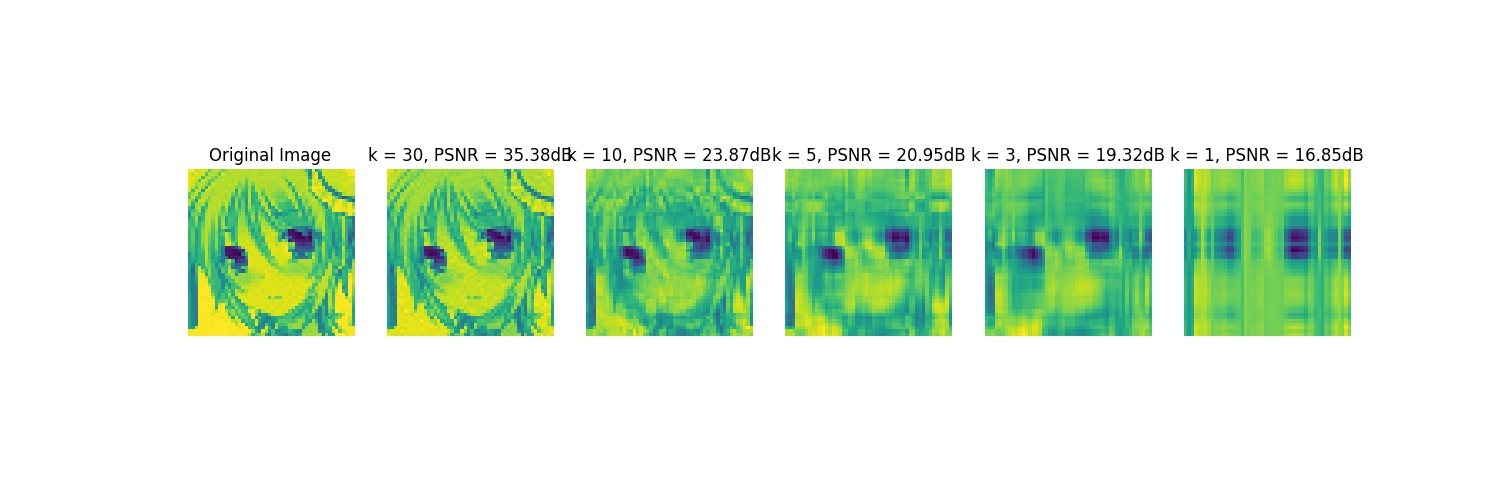 Original Image
k = 30, PSNR = 35.38dB
k = 10, PSNR = 23.87dB
k = 5, PSNR = 20.95dB
k = 3, PSNR = 19.32dB
k = 1, PSNR = 16.85dB